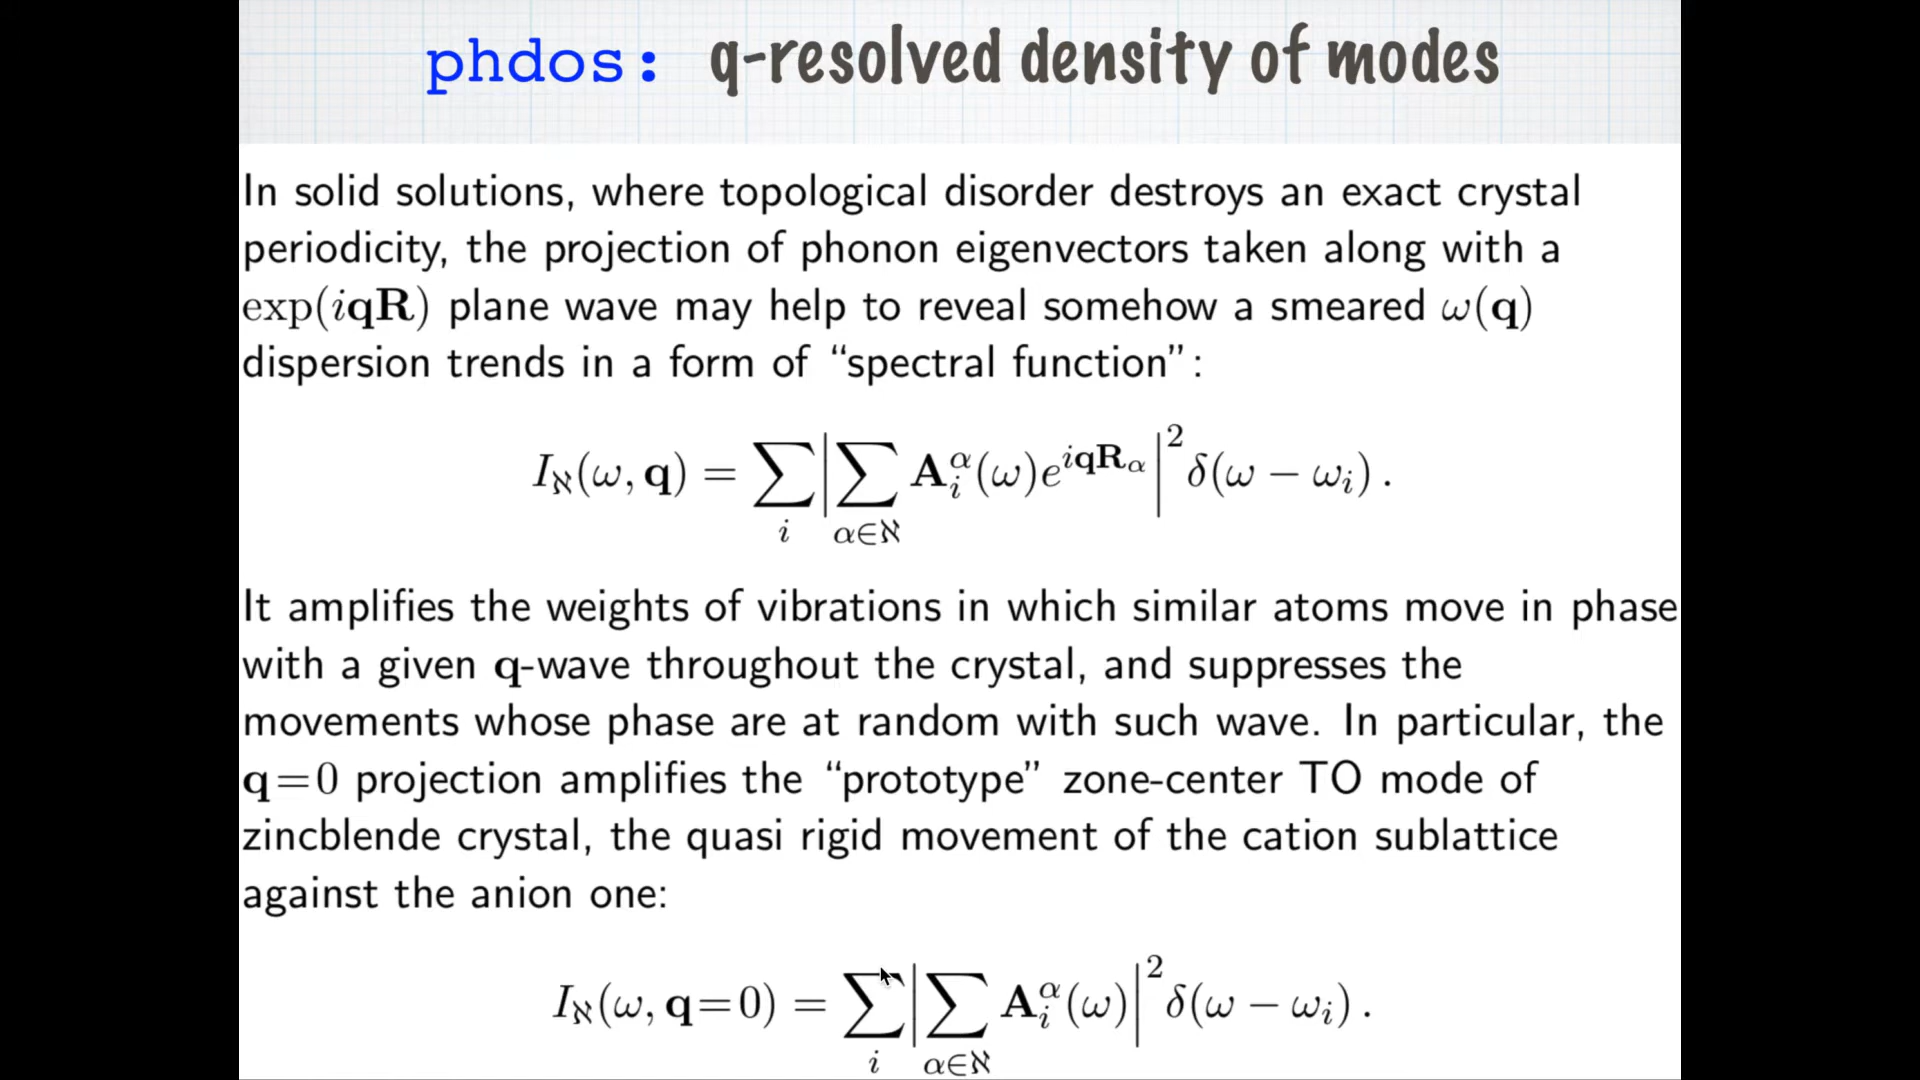 phdos: q-resolved density of modes
In solid solutions, where topological disorder destroys an exact crystal
periodicity, the projection of phonon eigenvectors taken along with a
exp(iqR) plane wave may help to reveal somehow a smeared ω(q)
dispersion trends in a form of “spectral function”:
I_ℵ(ω, q) = ∑_i |∑_{α∈ℵ} A_i^α(ω)e^{iqR_α}|^2 δ(ω − ω_i) .
It amplifies the weights of vibrations in which similar atoms move in phase
with a given q-wave throughout the crystal, and suppresses the
movements whose phase are at random with such wave. In particular, the
q=0 projection amplifies the “prototype” zone-center TO mode of
zincblende crystal, the quasi rigid movement of the cation sublattice
against the anion one:
I_ℵ(ω, q=0) = ∑_i |∑_{α∈ℵ} A_i^α(ω)|^2 δ(ω − ω_i) .